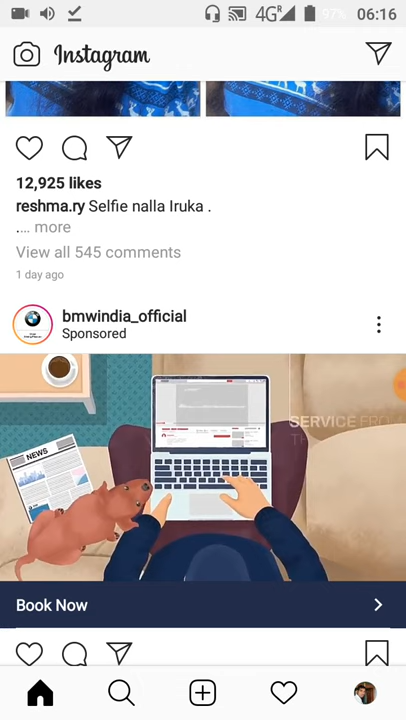 4G R 97% 06:16
Instagram
12,925 likes
reshma.ry Selfie nalla Iruka .
.... more
View all 545 comments
1 day ago
bmwindia_official
Sponsored
SERVICE FROM
NEWS
Book Now